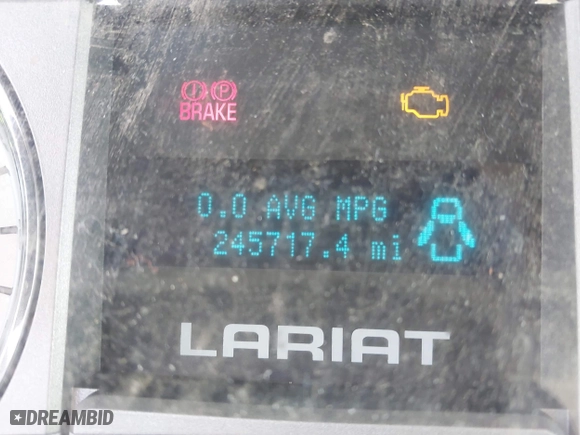 (!) (P)
BRAKE
0.0 AVG MPG
245717.4 mi
LARIAT
DREAMBID